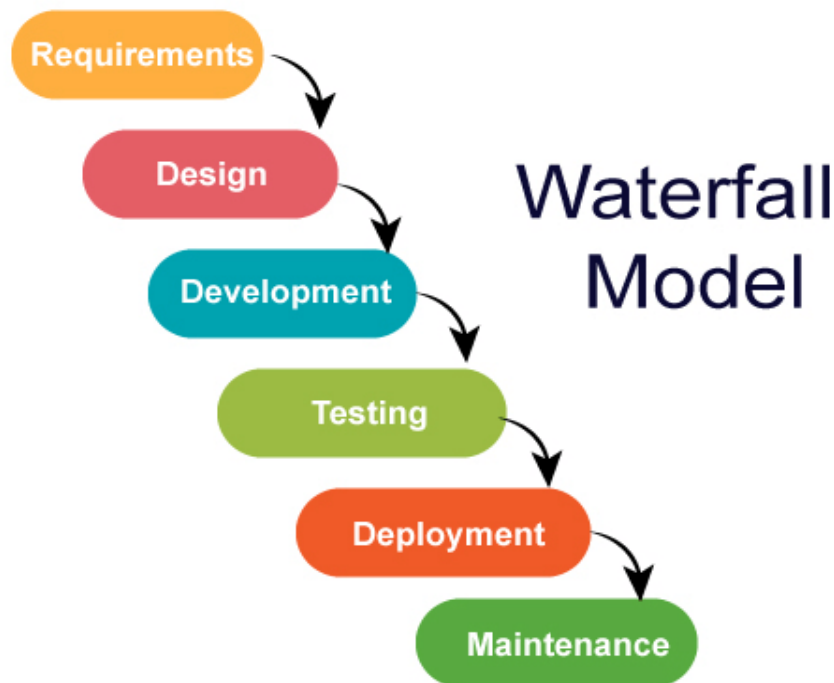 Requirements
Design
Waterfall
Model
Development
Testing
Deployment
Maintenance